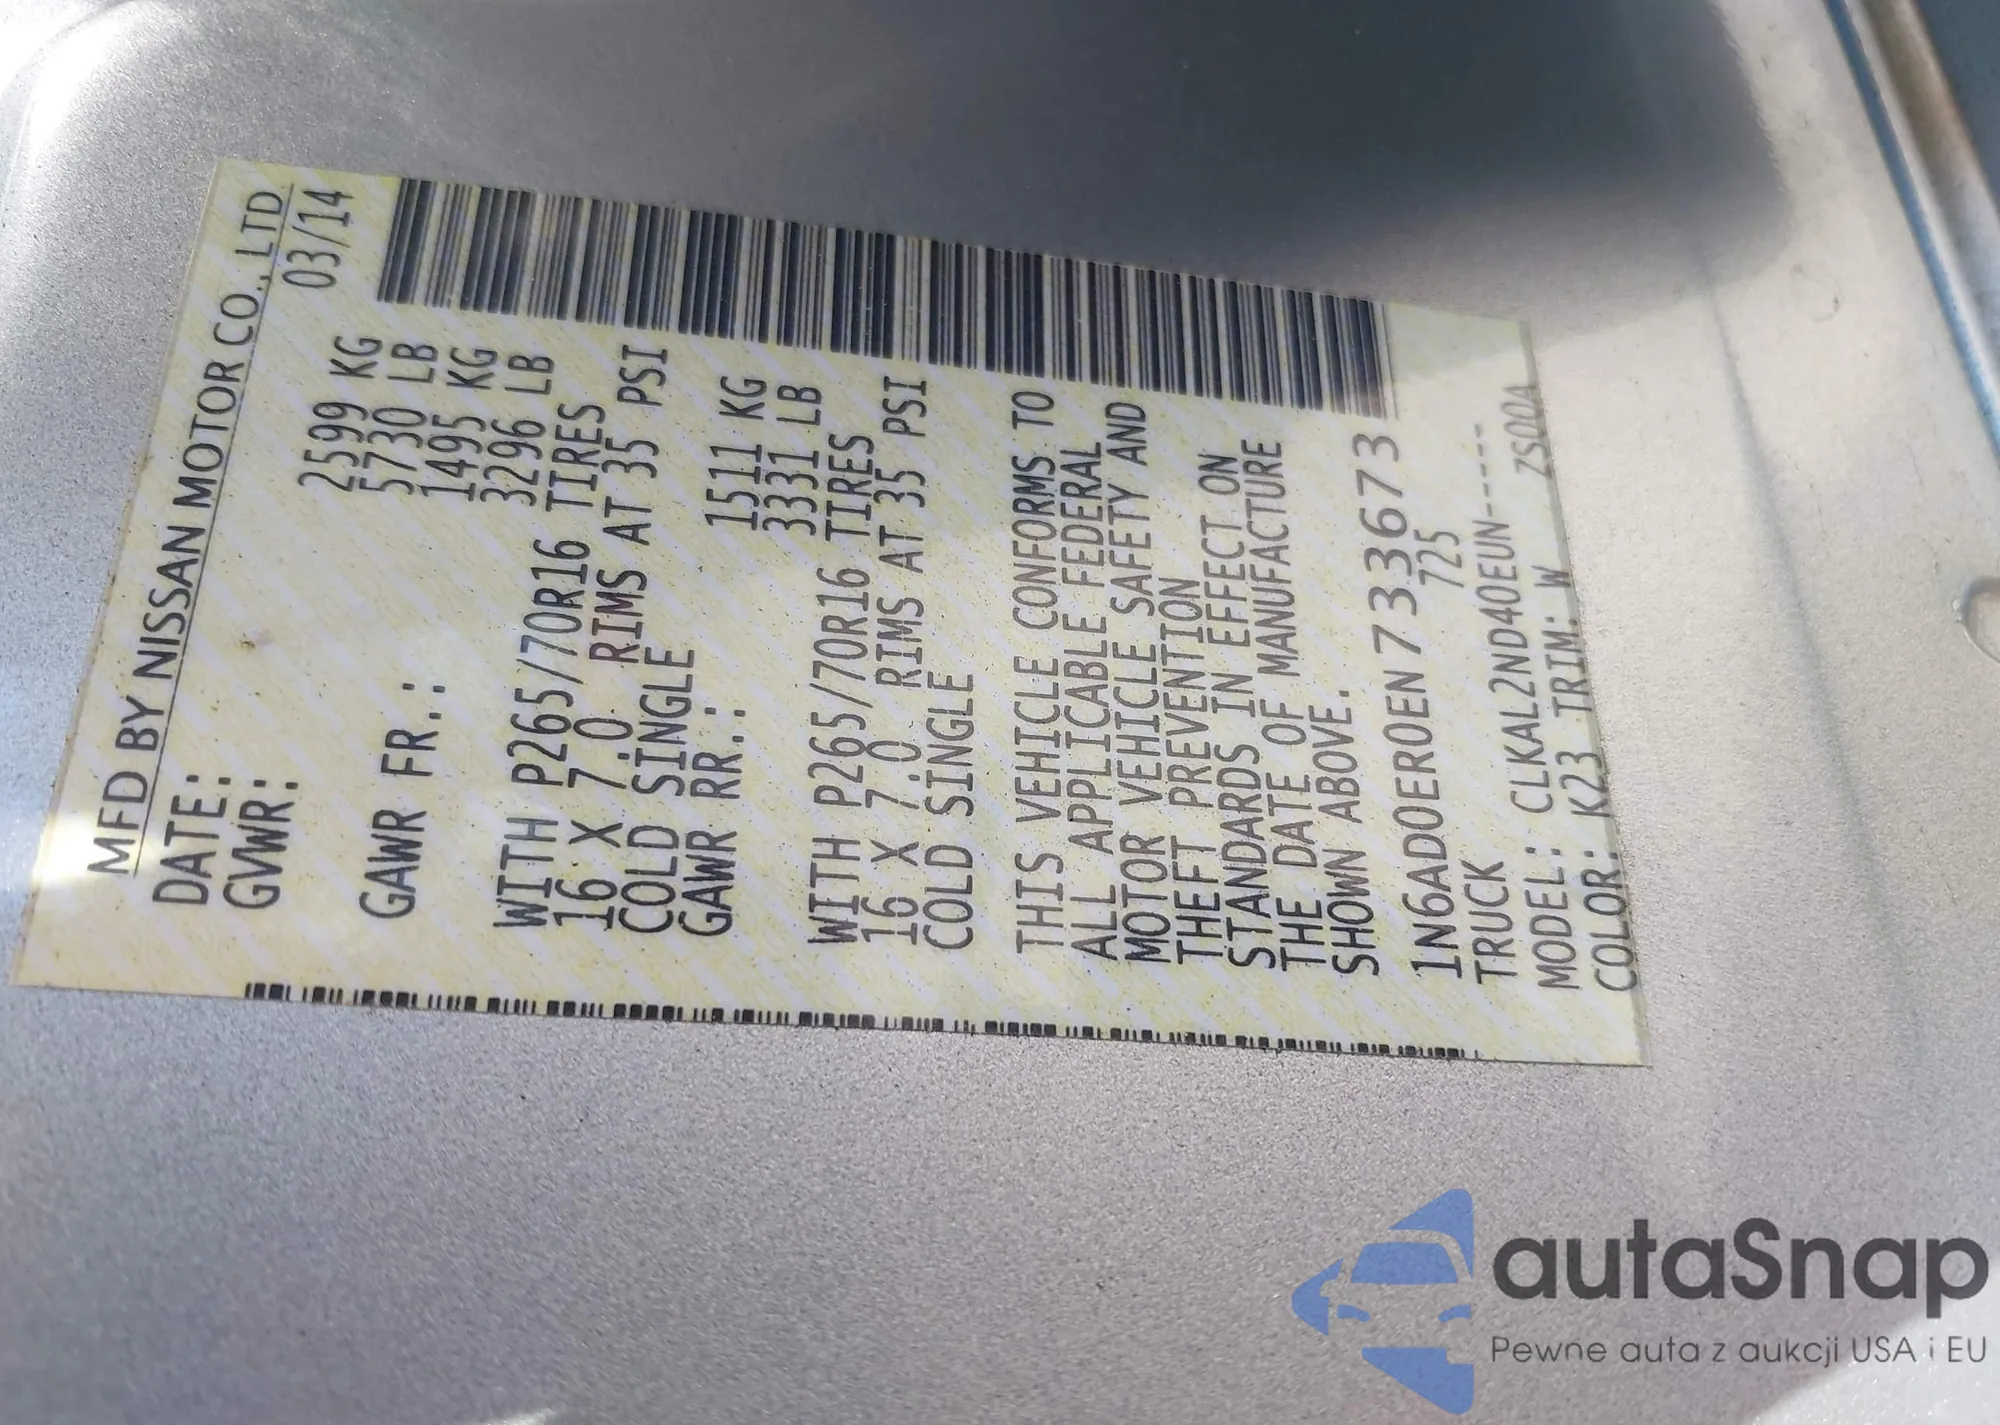 MFD BY NISSAN MOTOR CO., LTD
DATE: 03/14
GVWR: 2599 KG
5730 LB
GAWR FR.: 1495 KG
3296 LB
WITH P265/70R16 TIRES
16 X 7.0 RIMS AT 35 PSI
COLD SINGLE
GAWR RR.: 1511 KG
3331 LB
WITH P265/70R16 TIRES
16 X 7.0 RIMS AT 35 PSI
COLD SINGLE
THIS VEHICLE CONFORMS TO
ALL APPLICABLE FEDERAL
MOTOR VEHICLE SAFETY AND
THEFT PREVENTION
STANDARDS IN EFFECT ON
THE DATE OF MANUFACTURE
SHOWN ABOVE.
1N6AD0ER0EN733673
TRUCK 725
MODEL: CLKAL2ND40EUN-----
COLOR: K23 TRIM: W ZS00A
autaSnap
Pewne auta z aukcji USA i EU